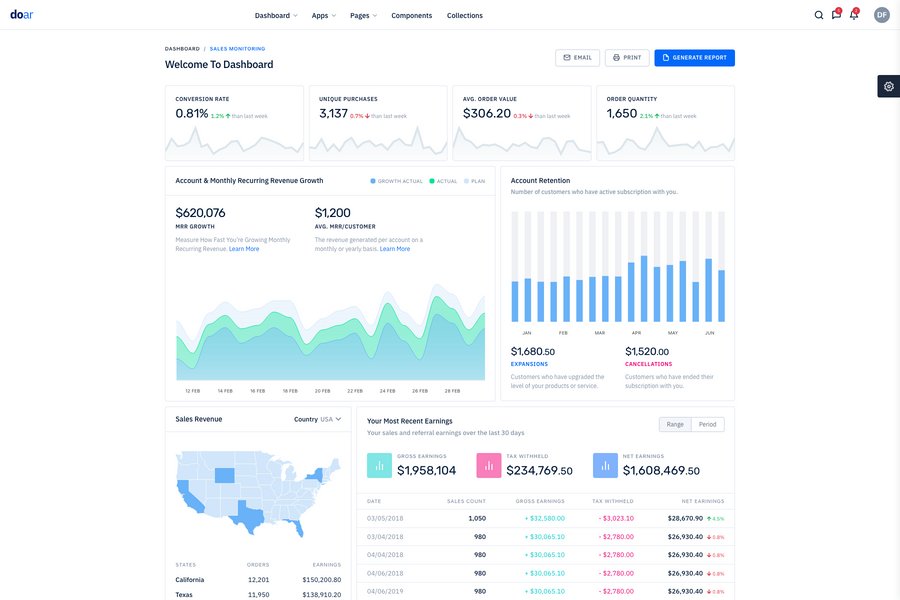 doar
Dashboard
Apps
Pages
Components
Collections
2
2
DF
DASHBOARD / SALES MONITORING
Welcome To Dashboard
EMAIL
PRINT
GENERATE REPORT
CONVERSION RATE
0.81% 1.2% than last week
UNIQUE PURCHASES
3,137 0.7% than last week
AVG. ORDER VALUE
$306.20 0.3% than last week
ORDER QUANTITY
1,650 2.1% than last week
Account & Monthly Recurring Revenue Growth
GROWTH ACTUAL
ACTUAL
PLAN
$620,076
MRR GROWTH
Measure How Fast You're Growing Monthly
Recurring Revenue. Learn More
$1,200
AVG. MRR/CUSTOMER
The revenue generated per account on a
monthly or yearly basis. Learn More
12 FEB 14 FEB 16 FEB 18 FEB 20 FEB 22 FEB 24 FEB 26 FEB 28 FEB
Account Retention
Number of customers who have active subscription with you.
JAN FEB MAR APR MAY JUN
$1,680.50
EXPANSIONS
Customers who have upgraded the
level of your products or service.
$1,520.00
CANCELLATIONS
Customers who have ended their
subscription with you.
Sales Revenue
Country USA
STATES ORDERS EARNINGS
California 12,201 $150,200.80
Texas 11,950 $138,910.20
Your Most Recent Earnings
Your sales and referral earnings over the last 30 days
Range
Period
GROSS EARNINGS
$1,958,104
TAX WITHHELD
$234,769.50
NET EARNINGS
$1,608,469.50
DATE SALES COUNT GROSS EARNINGS TAX WITHHELD NET EARNINGS
03/05/2018 1,050 + $32,580.00 - $3,023.10 $28,670.90 4.5%
03/04/2018 980 + $30,065.10 - $2,780.00 $26,930.40 0.8%
04/04/2018 980 + $30,065.10 - $2,780.00 $26,930.40 0.8%
04/06/2018 980 + $30,065.10 - $2,780.00 $26,930.40 0.8%
04/06/2019 980 + $30,065.10 - $2,780.00 $26,930.40 0.8%